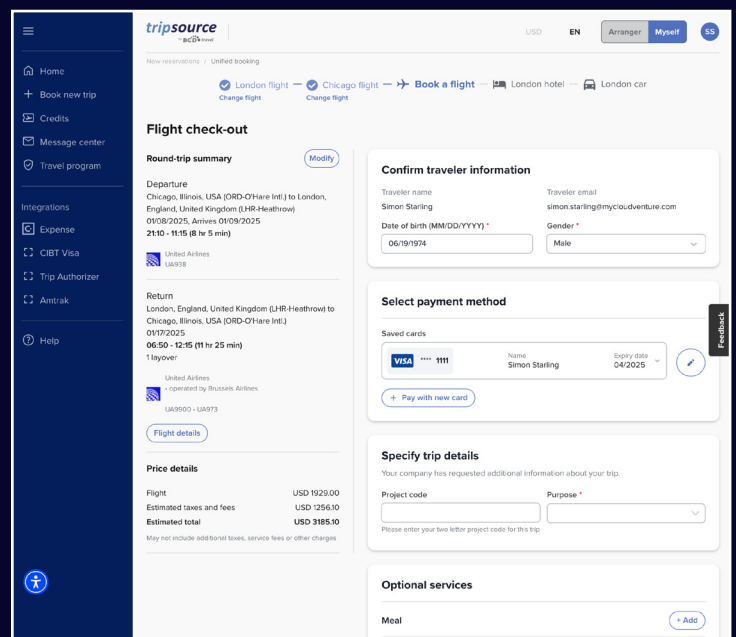 tripsource
by BCD travel
USD
EN
Arranger
Myself
SS
Home
Book new trip
Credits
Message center
Travel program
Integrations
Expense
CIBT Visa
Trip Authorizer
Amtrak
Help
New reservations / Unified booking
London flight
Chicago flight
Book a flight
London hotel
London car
Change flight
Change flight
Flight check-out
Round-trip summary
Modify
Departure
Chicago, Illinois, USA (ORD-O'Hare Intl.) to London,
England, United Kingdom (LHR-Heathrow)
01/08/2025, Arrives 01/09/2025
21:10 - 11:15 (8 hr 5 min)
United Airlines
UA938
Return
London, England, United Kingdom (LHR-Heathrow) to
Chicago, Illinois, USA (ORD-O'Hare Intl.)
01/17/2025
06:50 - 12:15 (11 hr 25 min)
1 layover
United Airlines
• operated by Brussels Airlines
UA9900 • UA973
Flight details
Price details
Flight USD 1929.00
Estimated taxes and fees USD 1256.10
Estimated total USD 3185.10
May not include additional taxes, service fees or other charges
Confirm traveler information
Traveler name
Traveler email
Simon Starling
simon.starling@mycloudventure.com
Date of birth (MM/DD/YYYY) *
Gender *
06/19/1974
Male
Select payment method
Saved cards
VISA
**** 1111
Name
Simon Starling
Expiry date
04/2025
+ Pay with new card
Feedback
Specify trip details
Your company has requested additional information about your trip.
Project code
Purpose *
Please enter your two letter project code for this trip
Optional services
Meal
+ Add